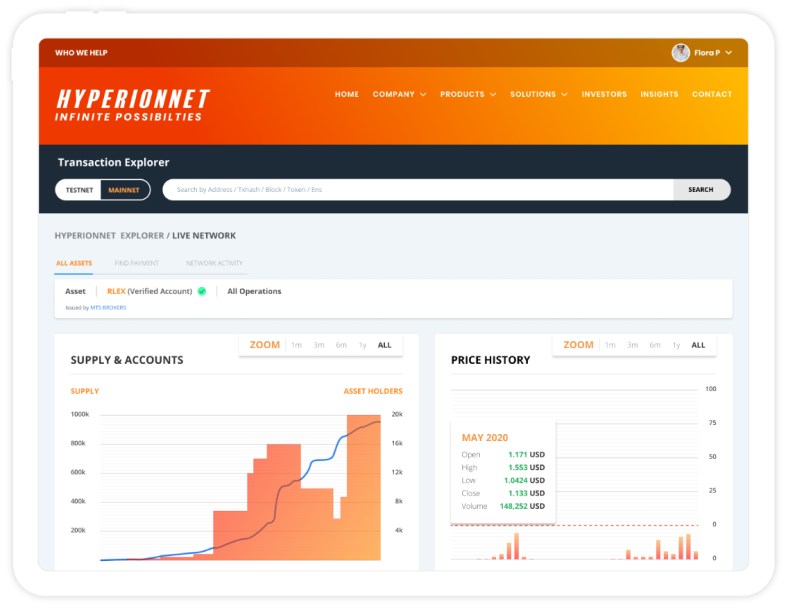 WHO WE HELP
Flora P
HYPERIONNET
INFINITE POSSIBILTIES
HOME COMPANY PRODUCTS SOLUTIONS INVESTORS INSIGHTS CONTACT
Transaction Explorer
TESTNET MAINNET Search by Address / Txhash / Block / Token / Ens SEARCH
HYPERIONNET EXPLORER / LIVE NETWORK
ALL ASSETS FIND PAYMENT NETWORK ACTIVITY
Asset RLEX (Verified Account) All Operations
Issued by MTS BROKERS
ZOOM 1m 3m 6m 1y ALL
SUPPLY & ACCOUNTS
SUPPLY ASSET HOLDERS
1000k 20k
800k 16k
600k 12k
400k 8k
200k 4k
ZOOM 1m 3m 6m 1y ALL
PRICE HISTORY
100
75
50
25
0
0
MAY 2020
Open 1.171 USD
High 1.553 USD
Low 1.0424 USD
Close 1.133 USD
Volume 148,252 USD